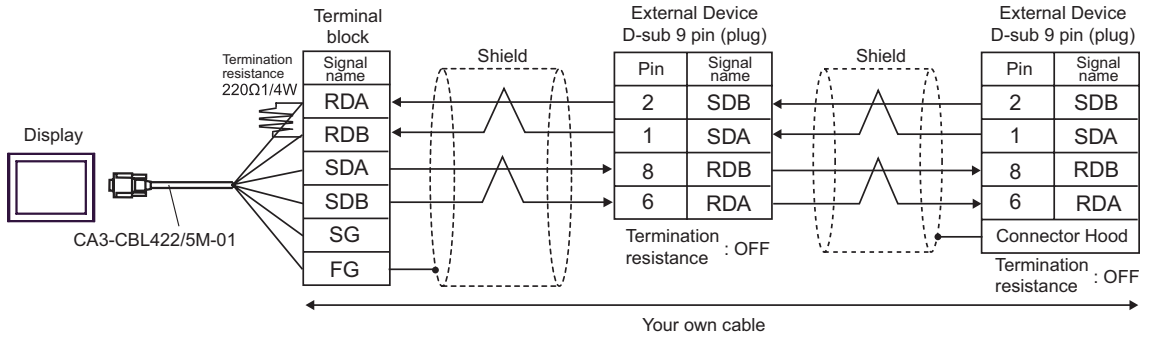 Terminal
block
External Device
D-sub 9 pin (plug)
External Device
D-sub 9 pin (plug)
Termination
resistance
220Ω1/4W
Shield
Shield
Signal
name
Pin
Signal
name
Pin
Signal
name
RDA
2
SDB
2
SDB
RDB
1
SDA
1
SDA
Display
SDA
8
RDB
8
RDB
SDB
6
RDA
6
RDA
CA3-CBL422/5M-01
SG
Termination
resistance
: OFF
Connector Hood
FG
Termination
resistance
: OFF
Your own cable